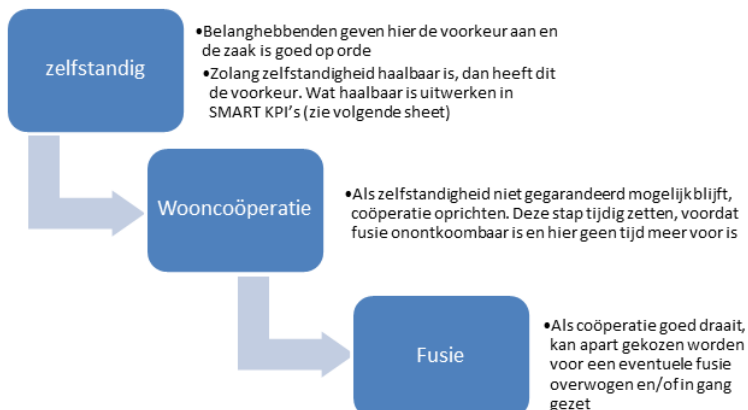 zelfstandig
•Belanghebbenden geven hier de voorkeur aan en
de zaak is goed op orde
•Zolang zelfstandigheid haalbaar is, dan heeft dit
de voorkeur. Wat haalbaar is uitwerken in
SMART KPI's (zie volgende sheet)
Wooncoöperatie
•Als zelfstandigheid niet gegarandeerd mogelijk blijft,
coöperatie oprichten. Deze stap tijdig zetten, voordat
fusie onontkoombaar is en hier geen tijd meer voor is
Fusie
•Als coöperatie goed draait,
kan apart gekozen worden
voor een eventuele fusie
overwogen en/of in gang
gezet